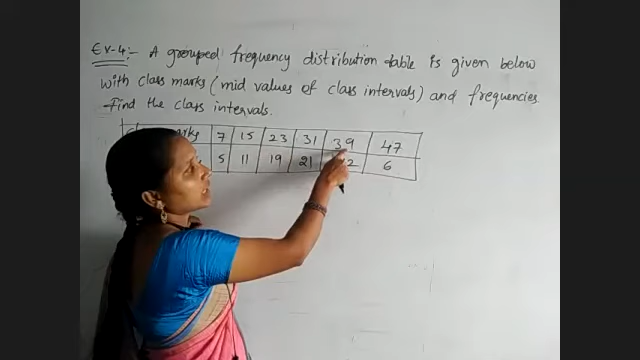 Ex-4:- A grouped frequency distribution table is given below
with class marks (mid values of class intervals) and frequencies.
Find the class intervals.
7 15 23 31 39 47
5 11 19 21 6